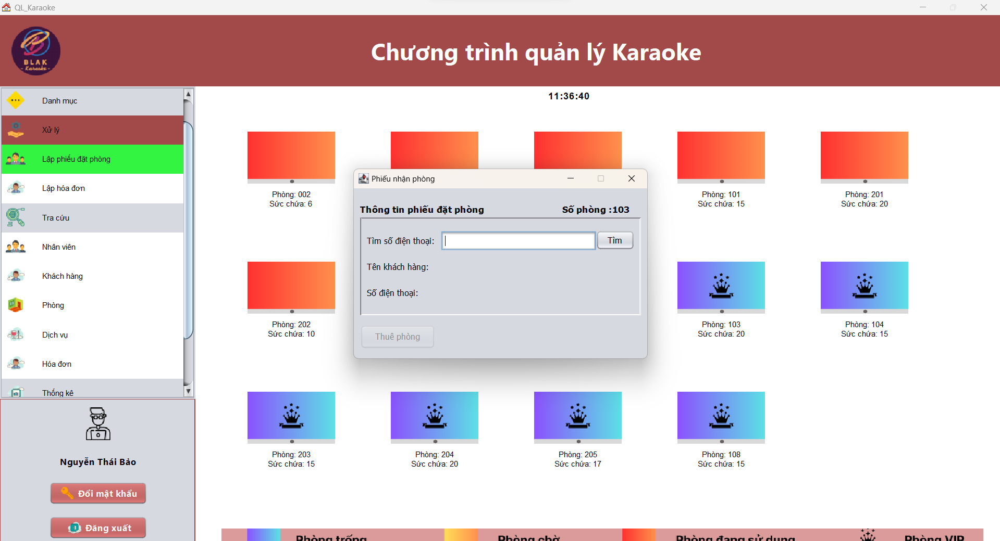 QL_Karaoke
BLAK
Karaoke
Chương trình quản lý Karaoke
Danh mục
Xử lý
Lập phiếu đặt phòng
Lập hóa đơn
Tra cứu
Nhân viên
Khách hàng
Phòng
Dịch vụ
Hóa đơn
Thống kê
Nguyễn Thái Bảo
Đổi mật khẩu
Đăng xuất
11:36:40
Phòng: 002
Sức chứa: 6
Phòng: 101
Sức chứa: 15
Phòng: 201
Sức chứa: 20
Phiếu nhận phòng
Thông tin phiếu đặt phòng
Số phòng :103
Tìm số điện thoại:
Tìm
Tên khách hàng:
Số điện thoại:
Thuê phòng
Phòng: 202
Sức chứa: 10
Phòng: 103
Sức chứa: 20
Phòng: 104
Sức chứa: 15
Phòng: 203
Sức chứa: 15
Phòng: 204
Sức chứa: 20
Phòng: 205
Sức chứa: 17
Phòng: 108
Sức chứa: 15
Phòng trống
Phòng chờ
Phòng đang sử dụng
Phòng VIP